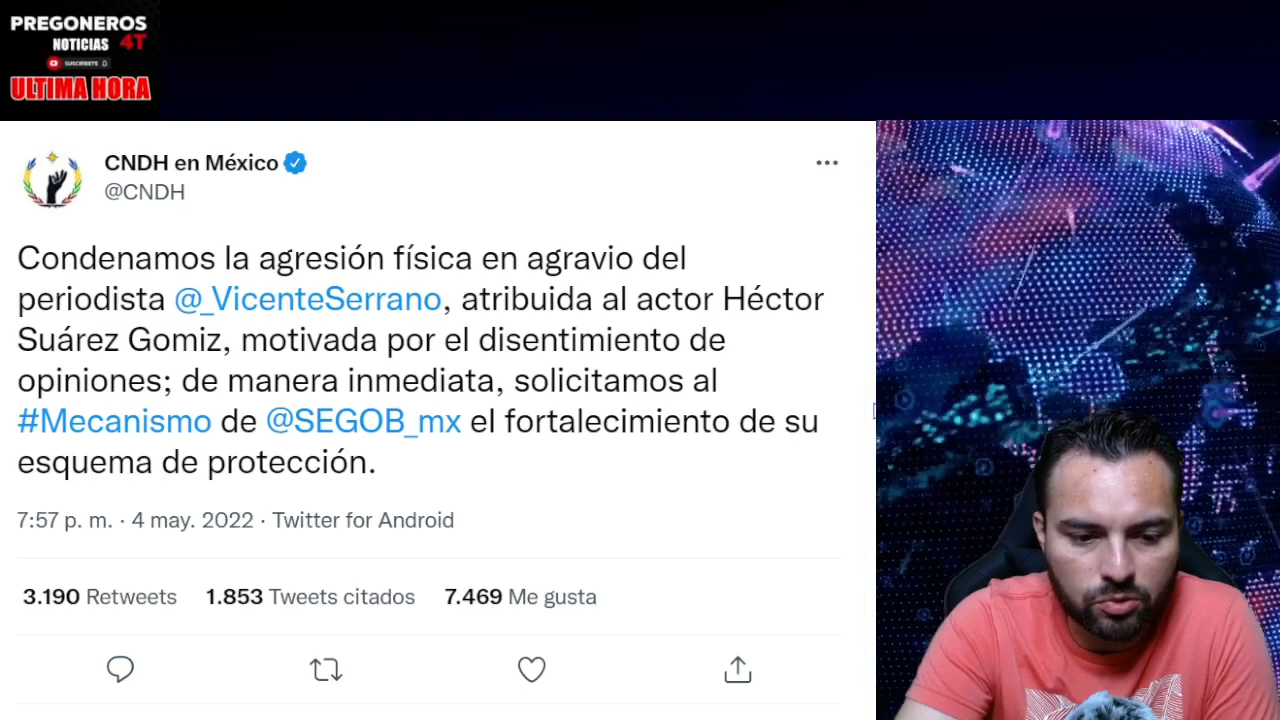 PREGONEROS
NOTICIAS 4T
SUSCRIBETE
ULTIMA HORA
CNDH en México
@CNDH
Condenamos la agresión física en agravio del
periodista @_VicenteSerrano, atribuida al actor Héctor
Suárez Gomiz, motivada por el disentimiento de
opiniones; de manera inmediata, solicitamos al
#Mecanismo de @SEGOB_mx el fortalecimiento de su
esquema de protección.
7:57 p. m. · 4 may. 2022 · Twitter for Android
3.190 Retweets 1.853 Tweets citados 7.469 Me gusta